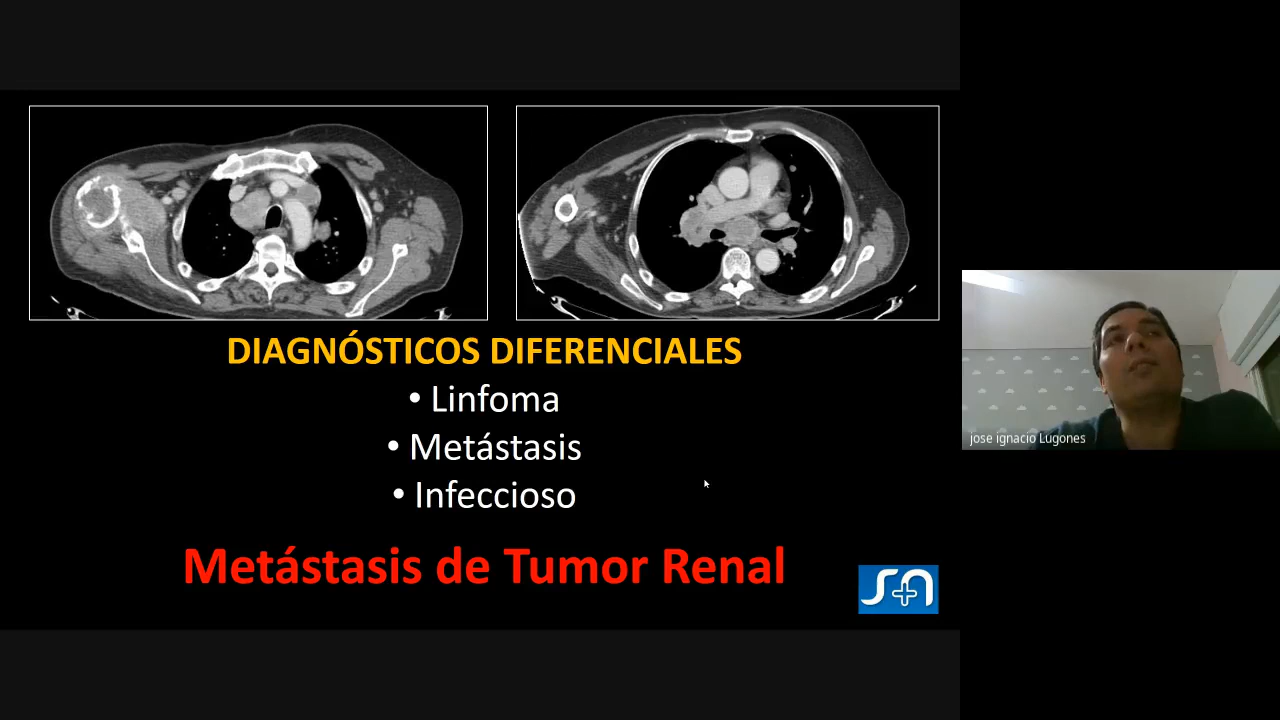 DIAGNÓSTICOS DIFERENCIALES
• Linfoma
• Metástasis
• Infeccioso
Metástasis de Tumor Renal
jose ignacio Lugones